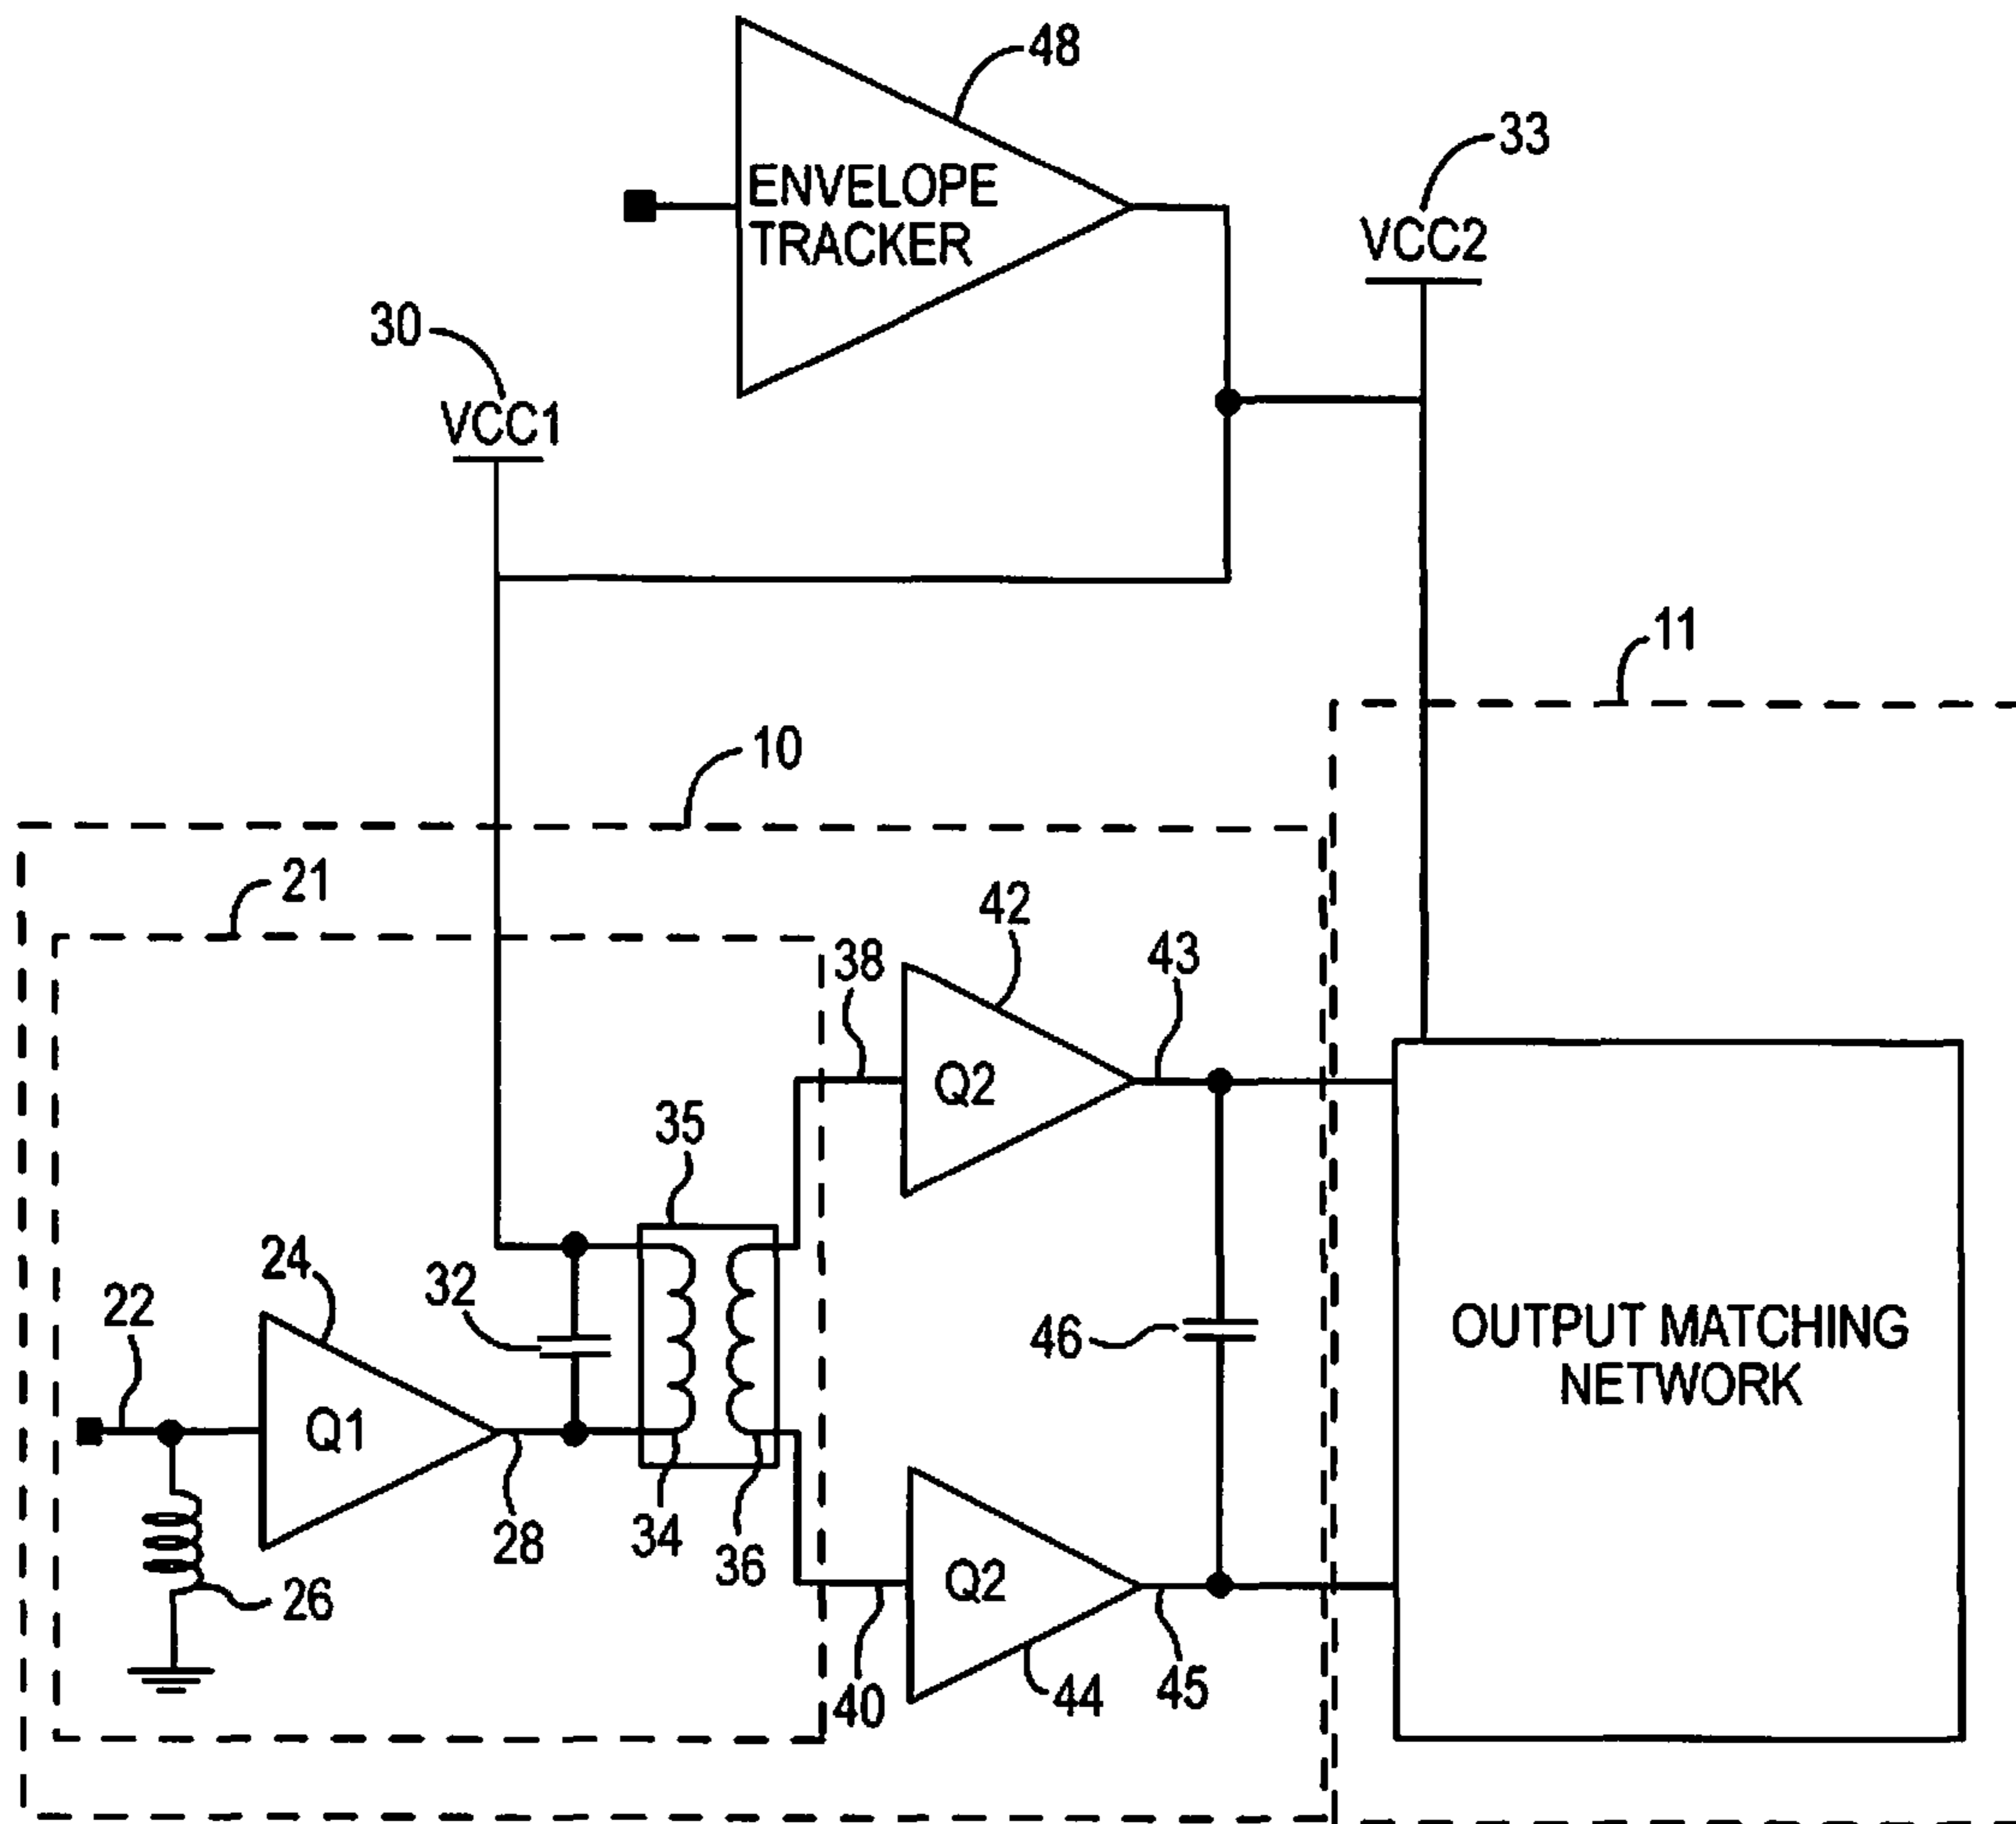 48
ENVELOPE
TRACKER
33
VCC2
30
VCC1
11
10
21
42
38
43
35
Q2
24
32
22
46
OUTPUT MATCHING
NETWORK
Q1
28
34
36
Q2
26
40
44
45